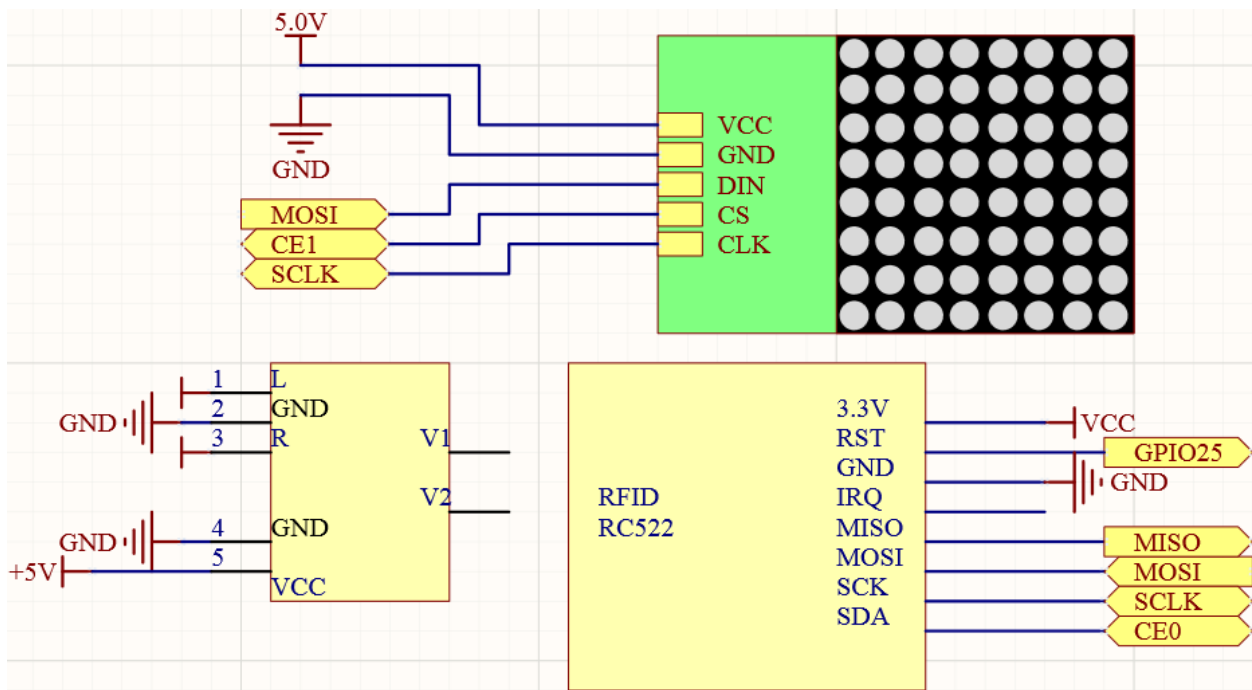 5.0V
GND
VCC
GND
DIN
CS
CLK
MOSI
CE1
SCLK
1 L
GND 2 GND
3 R
V1
V2
GND 4 GND
+5V 5 VCC
RFID
RC522
3.3V VCC
RST GPIO25
GND GND
IRQ
MISO MISO
MOSI MOSI
SCK SCLK
SDA CE0